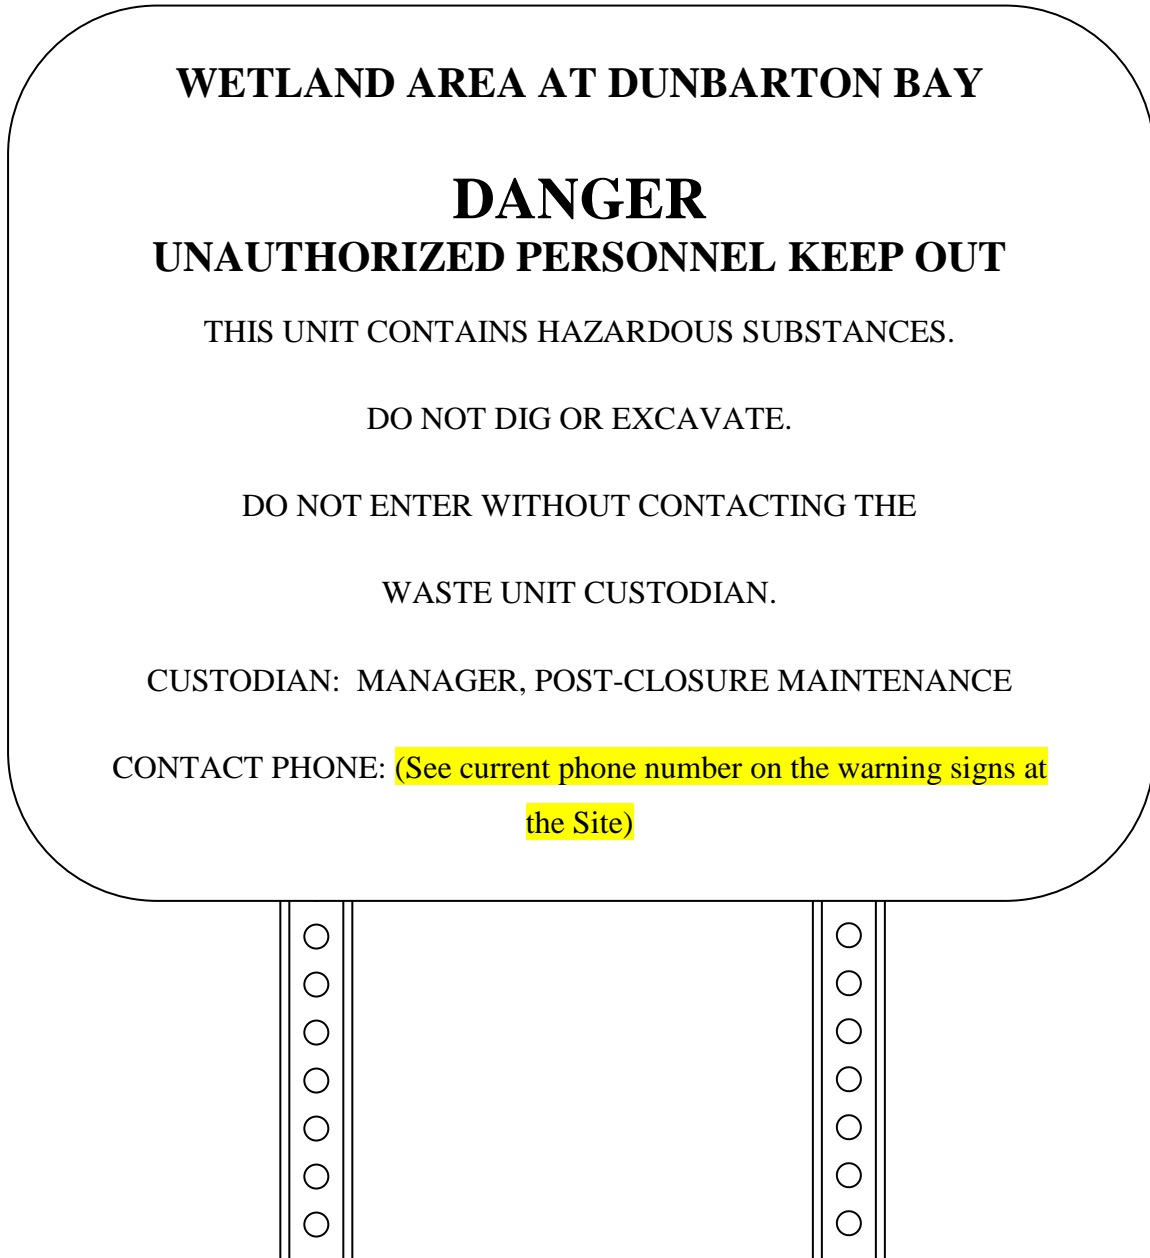 WETLAND AREA AT DUNBARTON BAY
DANGER
UNAUTHORIZED PERSONNEL KEEP OUT
THIS UNIT CONTAINS HAZARDOUS SUBSTANCES.
DO NOT DIG OR EXCAVATE.
DO NOT ENTER WITHOUT CONTACTING THE
WASTE UNIT CUSTODIAN.
CUSTODIAN:  MANAGER, POST-CLOSURE MAINTENANCE
CONTACT PHONE: (See current phone number on the warning signs at
the Site)